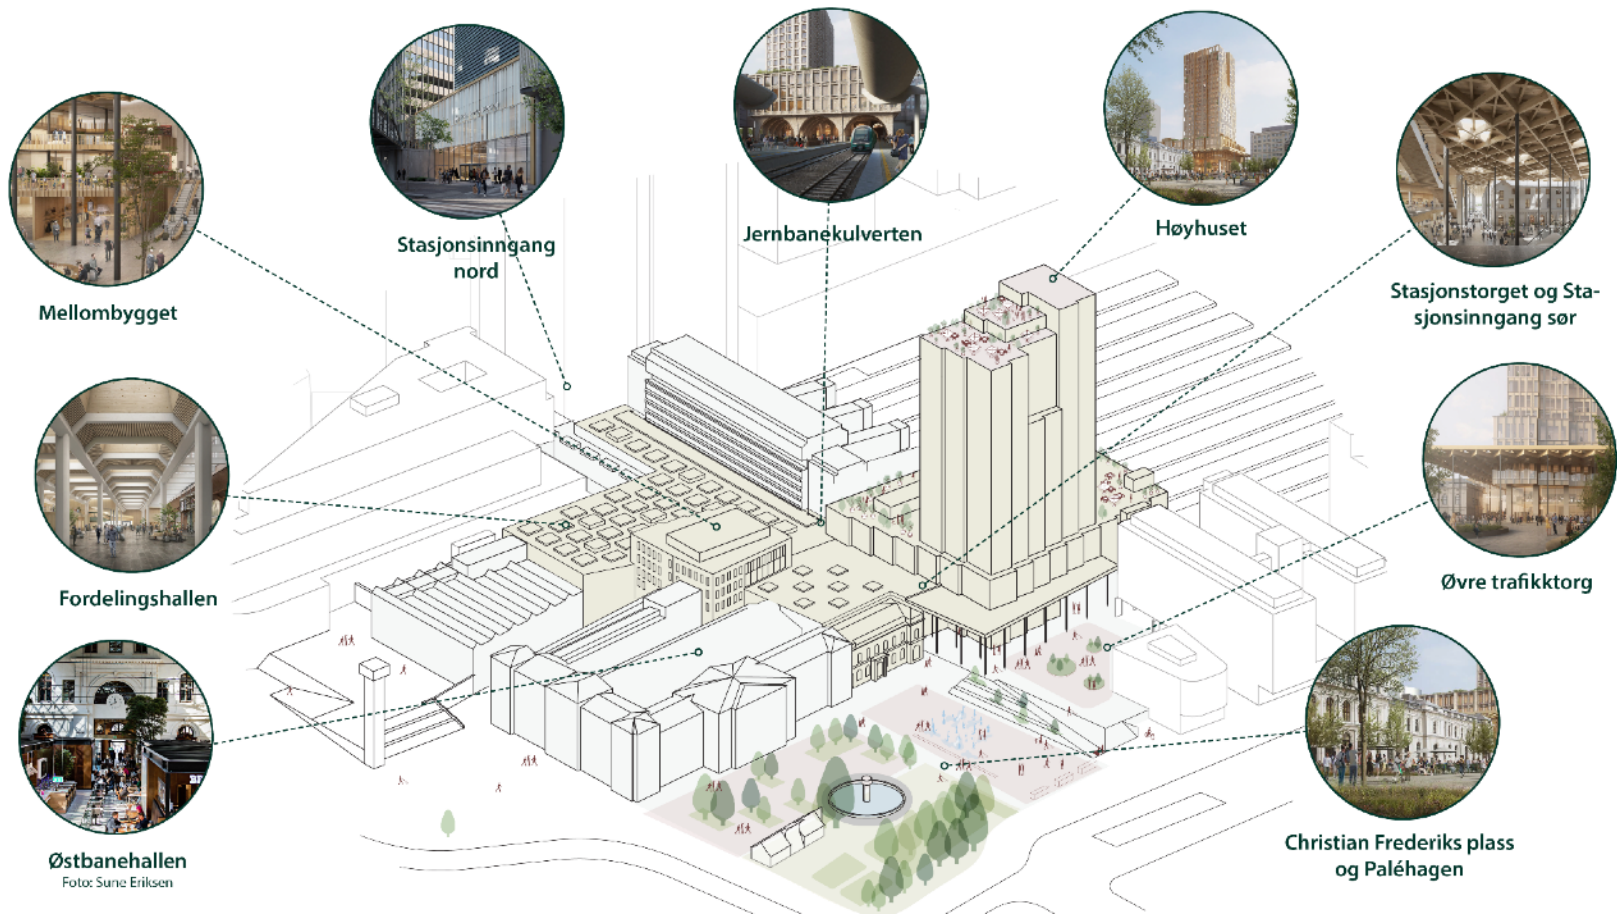 Mellombygget
Stasjonsinngang
nord
Jernbanekulverten
Høyhuset
Stasjonstorget og Sta-
sjonsinngang sør
Fordelingshallen
Øvre trafikktorg
Østbanehallen
Foto: Sune Eriksen
Christian Frederiks plass
og Paléhagen